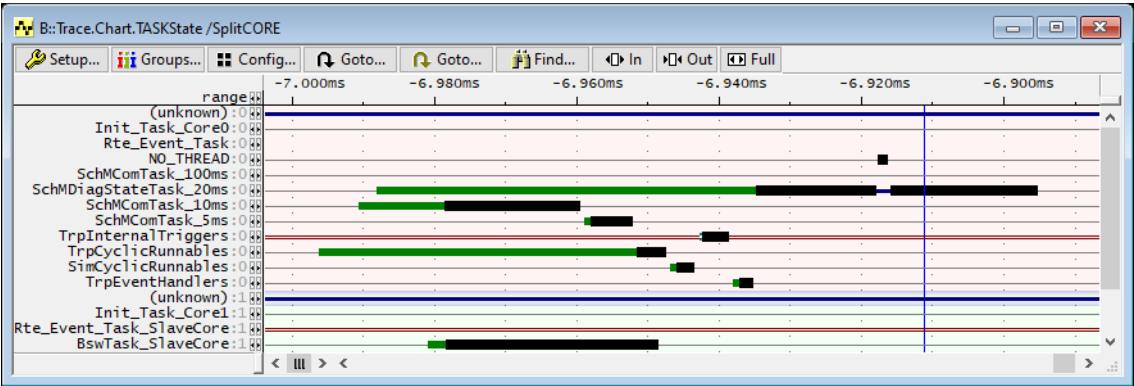 B::Trace.Chart.TASKState /SplitCORE
Setup... Groups... Config... Goto... Goto... Find... In Out Full
-7.000ms -6.980ms -6.960ms -6.940ms -6.920ms -6.900ms
range
(unknown):0
Init_Task_Core0:0
Rte_Event_Task:0
NO_THREAD:0
SchMComTask_100ms:0
SchMDiagStateTask_20ms:0
SchMComTask_10ms:0
SchMComTask_5ms:0
TrpInternalTriggers:0
TrpCyclicRunnables:0
SimCyclicRunnables:0
TrpEventHandlers:0
(unknown):1
Init_Task_Core1:1
Rte_Event_Task_SlaveCore:1
BswTask_SlaveCore:1